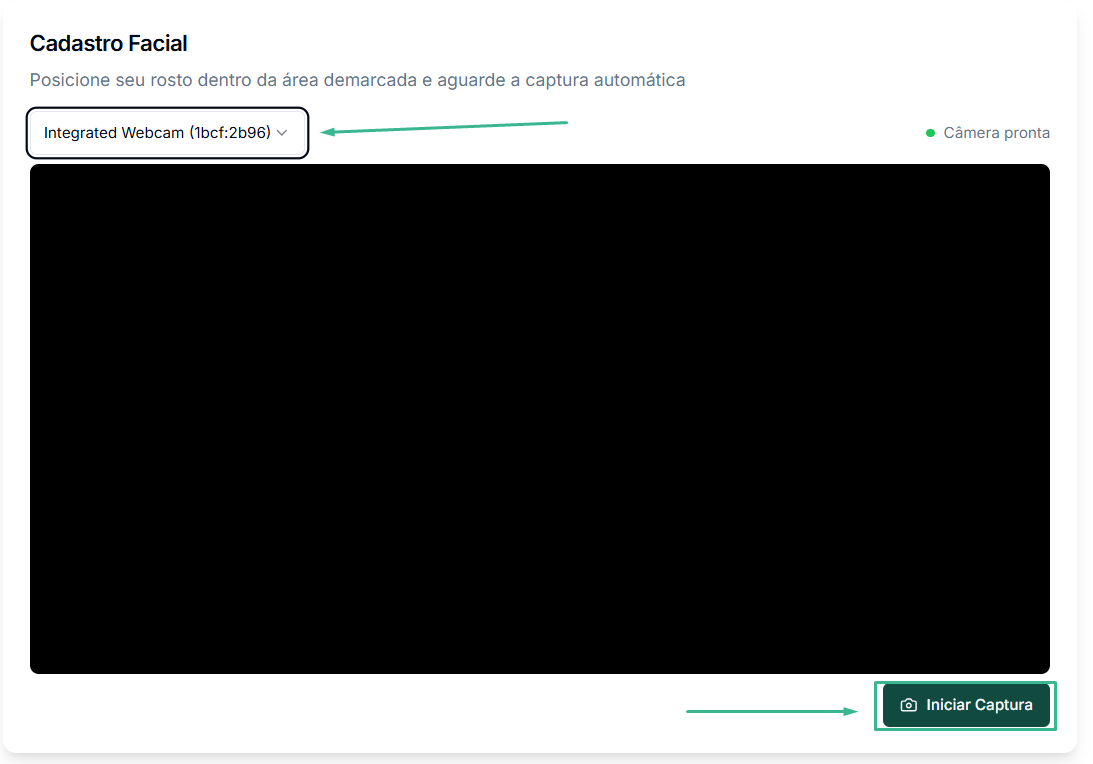 Cadastro Facial
Posicione seu rosto dentro da área demarcada e aguarde a captura automática
Integrated Webcam (1bcf:2b96)
Câmera pronta
Iniciar Captura